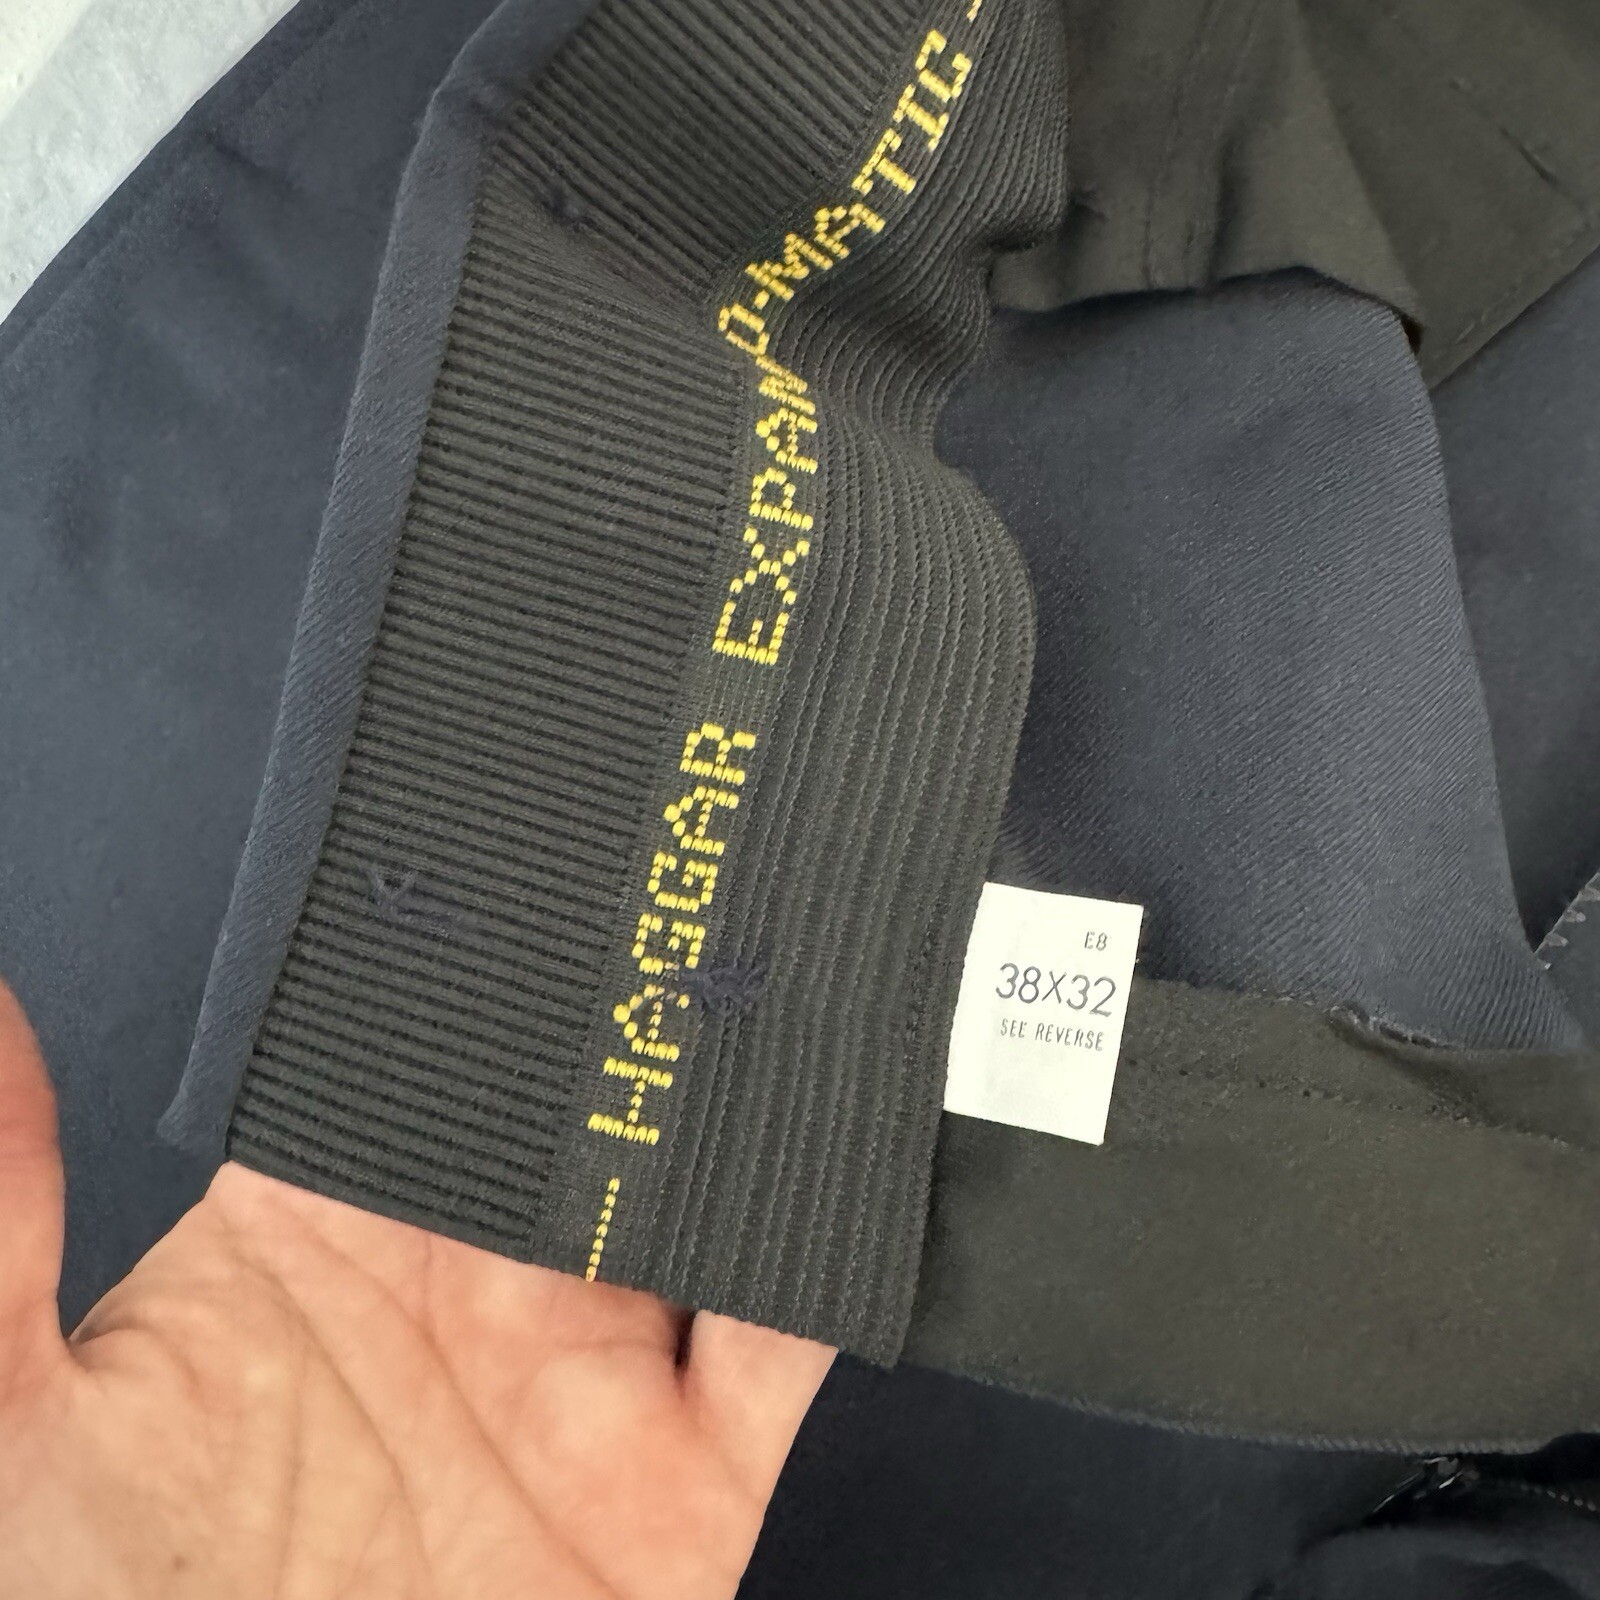 HAGGAR EXPAND-O-MATIC
E8
38X32
SEE REVERSE